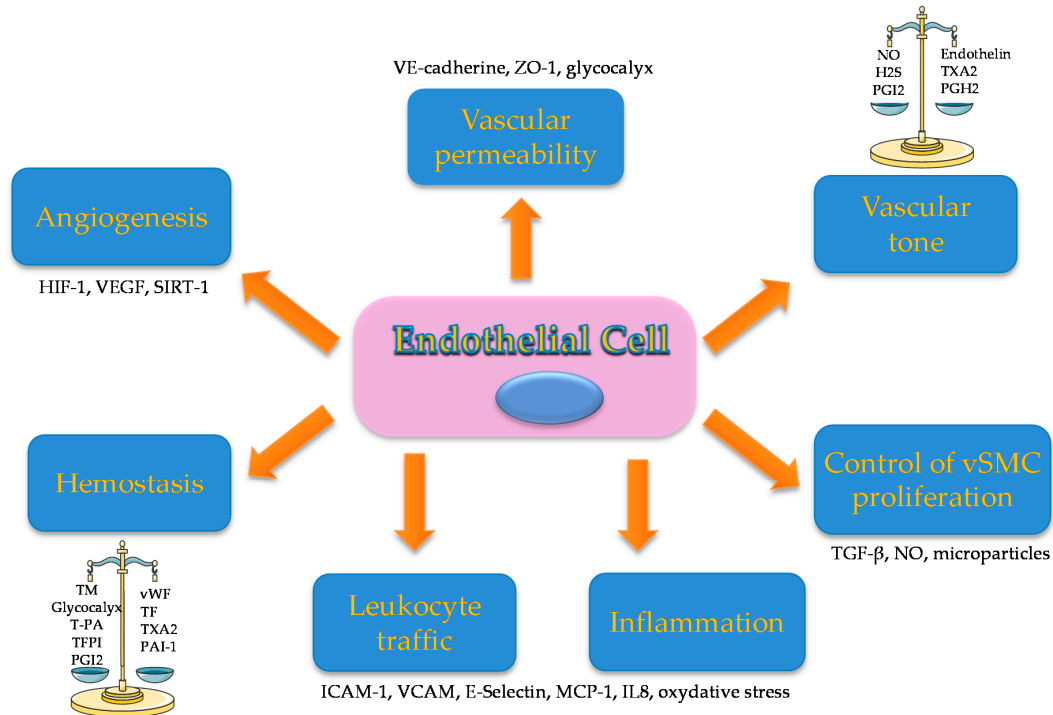 VE-cadherine, ZO-1, glycocalyx
Vascular
permeability
NO
H2S
PGI2
Endothelin
TXA2
PGH2
Vascular
tone
Angiogenesis
HIF-1, VEGF, SIRT-1
Endothelial Cell
Hemostasis
TM
Glycocalyx
T-PA
TFPI
PGI2
vWF
TF
TXA2
PAI-1
Control of vSMC
proliferation
TGF-β, NO, microparticles
Leukocyte
traffic
Inflammation
ICAM-1, VCAM, E-Selectin, MCP-1, IL8, oxydative stress